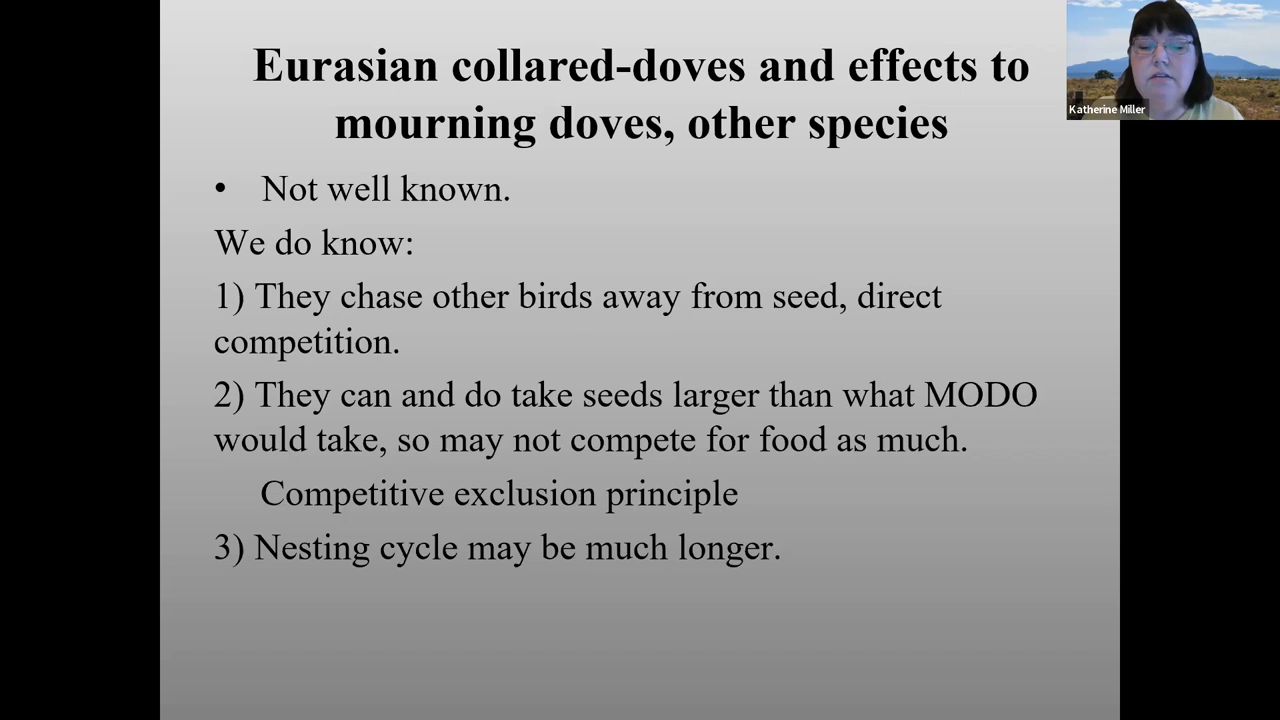 Eurasian collared-doves and effects to
mourning doves, other species
Katherine Miller
• Not well known.
We do know:
1) They chase other birds away from seed, direct
competition.
2) They can and do take seeds larger than what MODO
would take, so may not compete for food as much.
Competitive exclusion principle
3) Nesting cycle may be much longer.